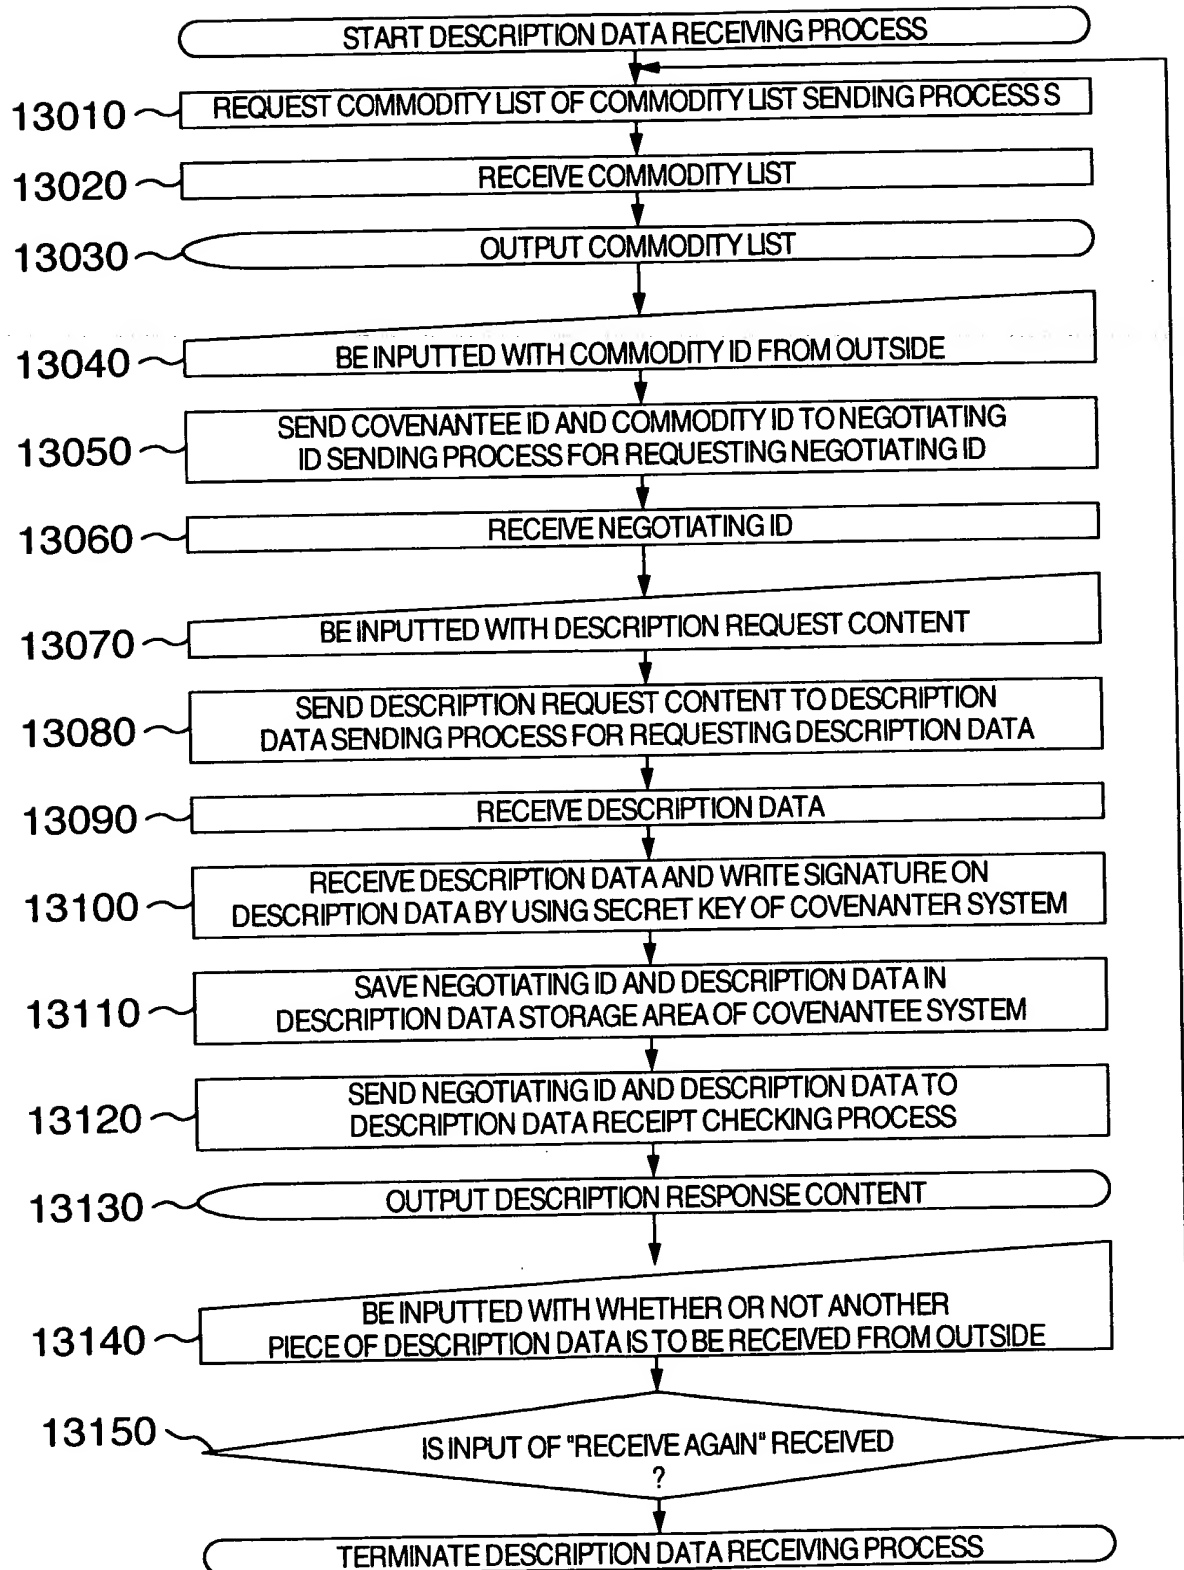 START DESCRIPTION DATA RECEIVING PROCESS
13010 REQUEST COMMODITY LIST OF COMMODITY LIST SENDING PROCESS S
13020 RECEIVE COMMODITY LIST
13030 OUTPUT COMMODITY LIST
13040 BE INPUTTED WITH COMMODITY ID FROM OUTSIDE
13050 SEND COVENANTEE ID AND COMMODITY ID TO NEGOTIATING
ID SENDING PROCESS FOR REQUESTING NEGOTIATING ID
13060 RECEIVE NEGOTIATING ID
13070 BE INPUTTED WITH DESCRIPTION REQUEST CONTENT
13080 SEND DESCRIPTION REQUEST CONTENT TO DESCRIPTION
DATA SENDING PROCESS FOR REQUESTING DESCRIPTION DATA
13090 RECEIVE DESCRIPTION DATA
13100 RECEIVE DESCRIPTION DATA AND WRITE SIGNATURE ON
DESCRIPTION DATA BY USING SECRET KEY OF COVENANTER SYSTEM
13110 SAVE NEGOTIATING ID AND DESCRIPTION DATA IN
DESCRIPTION DATA STORAGE AREA OF COVENANTEE SYSTEM
13120 SEND NEGOTIATING ID AND DESCRIPTION DATA TO
DESCRIPTION DATA RECEIPT CHECKING PROCESS
13130 OUTPUT DESCRIPTION RESPONSE CONTENT
13140 BE INPUTTED WITH WHETHER OR NOT ANOTHER
PIECE OF DESCRIPTION DATA IS TO BE RECEIVED FROM OUTSIDE
13150 IS INPUT OF "RECEIVE AGAIN" RECEIVED
?
TERMINATE DESCRIPTION DATA RECEIVING PROCESS